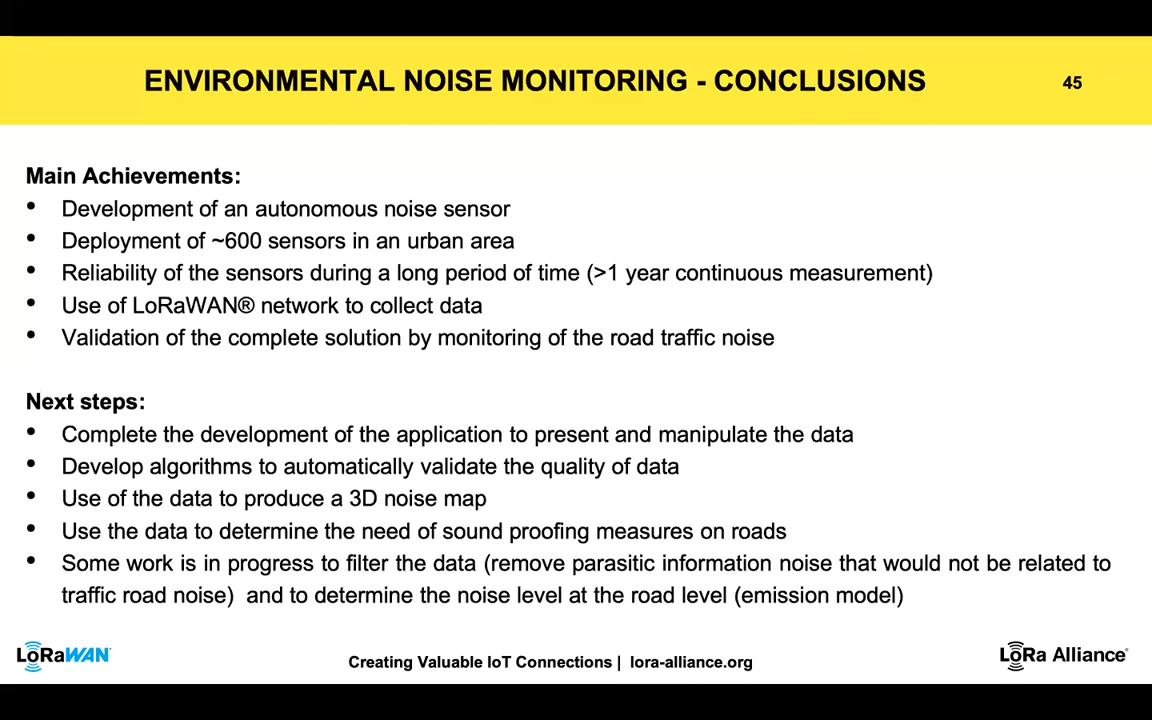 ENVIRONMENTAL NOISE MONITORING - CONCLUSIONS
45
Main Achievements:
• Development of an autonomous noise sensor
• Deployment of ~600 sensors in an urban area
• Reliability of the sensors during a long period of time (>1 year continuous measurement)
• Use of LoRaWAN® network to collect data
• Validation of the complete solution by monitoring of the road traffic noise
Next steps:
• Complete the development of the application to present and manipulate the data
• Develop algorithms to automatically validate the quality of data
• Use of the data to produce a 3D noise map
• Use the data to determine the need of sound proofing measures on roads
• Some work is in progress to filter the data (remove parasitic information noise that would not be related to
traffic road noise)  and to determine the noise level at the road level (emission model)
LoRaWAN
Creating Valuable IoT Connections | lora-alliance.org
LoRa Alliance®